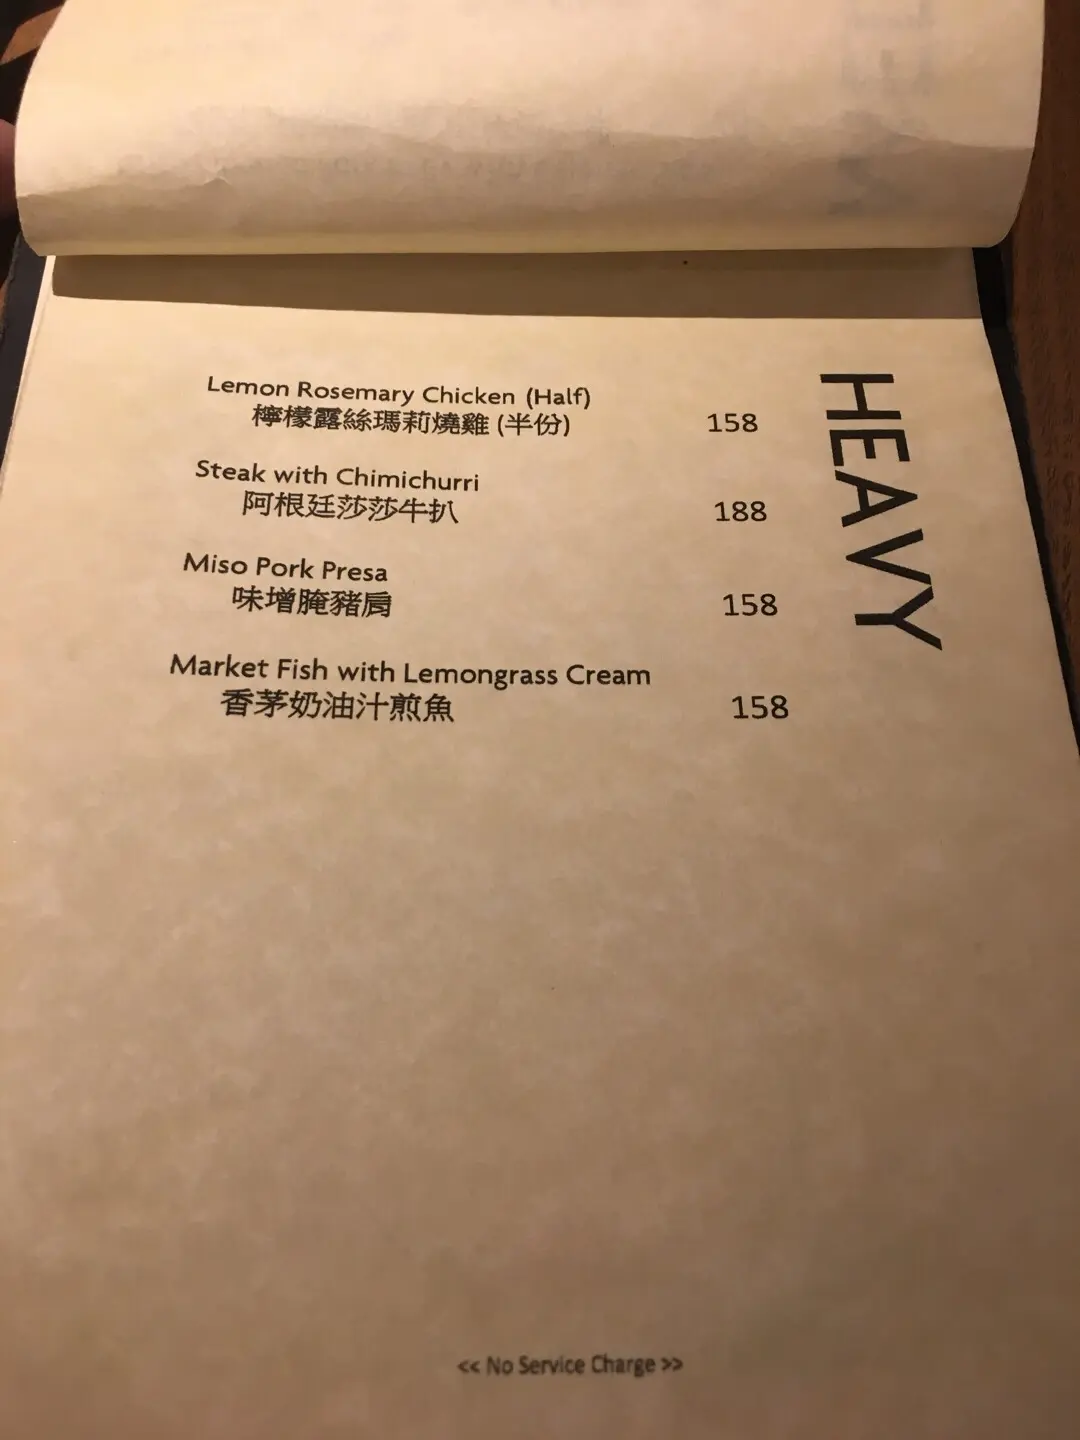 HEAVY
Lemon Rosemary Chicken (Half)
檸檬露絲瑪莉燒雞 (半份) 158
Steak with Chimichurri
阿根廷莎莎牛扒 188
Miso Pork Presa
味增腌豬肩 158
Market Fish with Lemongrass Cream
香茅奶油汁煎魚 158
<< No Service Charge >>